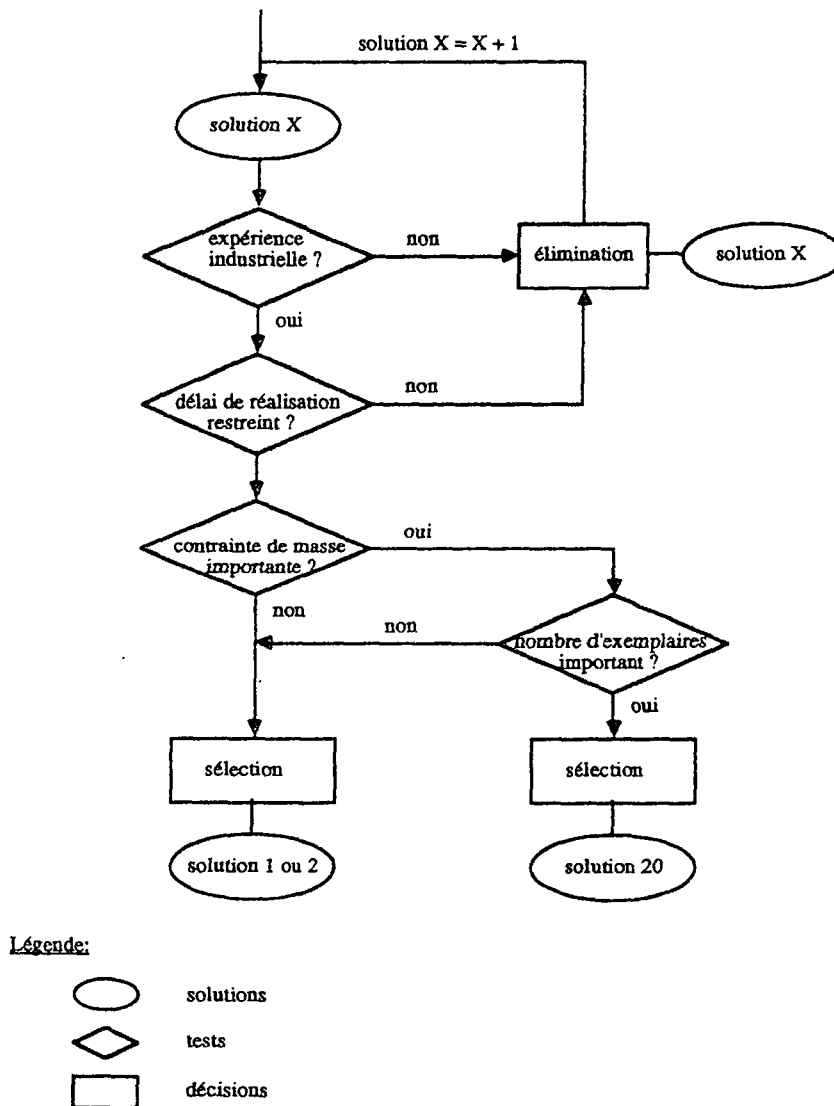 solution X = X + 1
solution X
expérience
industrielle ?
non
élimination
solution X
oui
délai de réalisation
restreint ?
non
contrainte de masse
importante ?
oui
non
non
nombre d'exemplaires
important ?
oui
sélection
sélection
solution 1 ou 2
solution 20
Légende:
solutions
tests
décisions